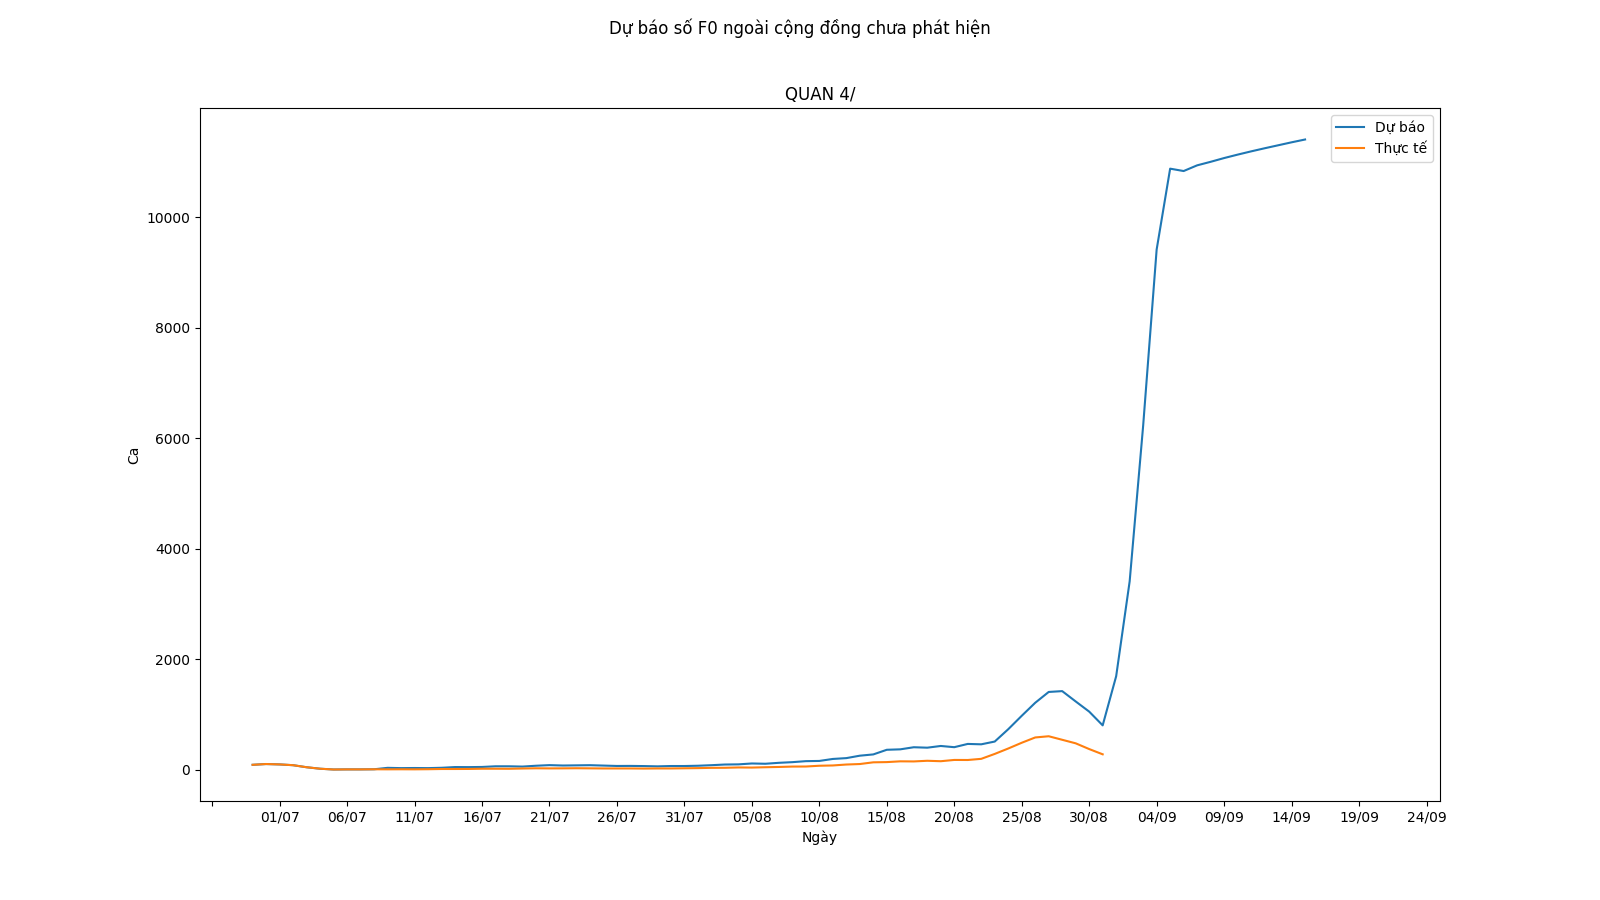 Dự báo số F0 ngoài cộng đồng chưa phát hiện
QUAN 4/
Dự báo
Thực tế
10000
8000
6000
4000
2000
0
Ca
01/07 06/07 11/07 16/07 21/07 26/07 31/07 05/08 10/08 15/08 20/08 25/08 30/08 04/09 09/09 14/09 19/09 24/09
Ngày